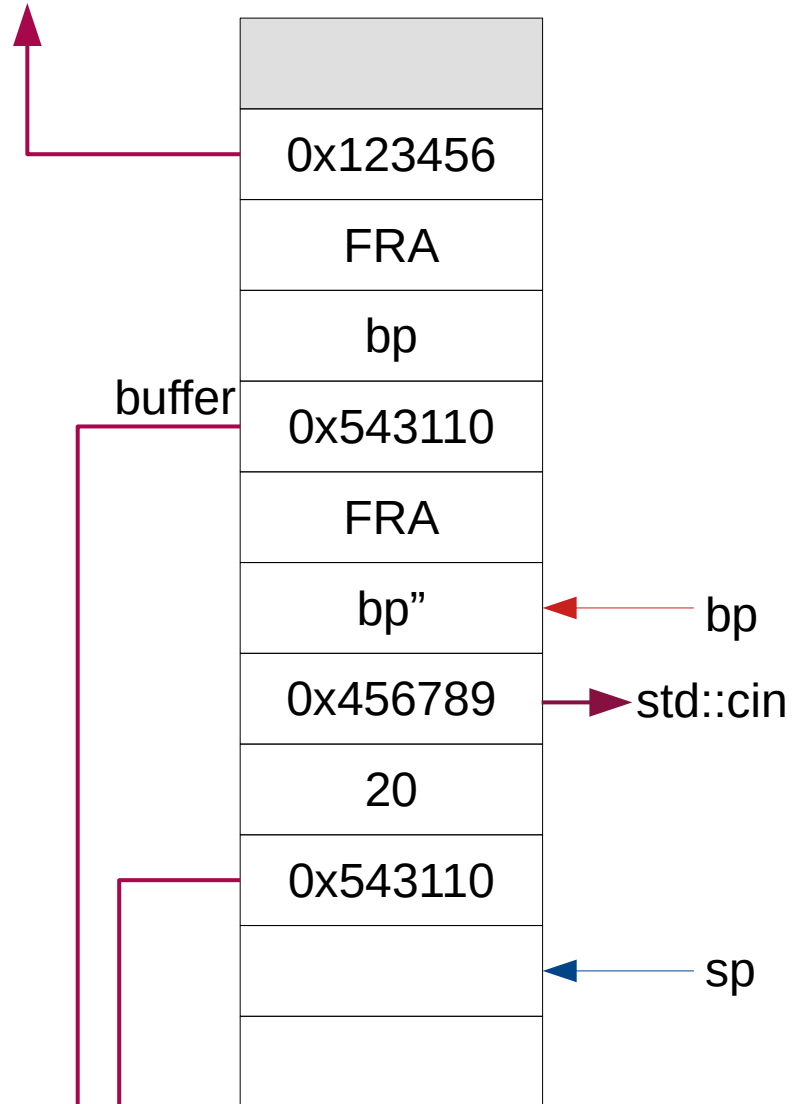 0x123456
FRA
bp
buffer
0x543110
FRA
bp”
bp
0x456789
std::cin
20
0x543110
sp